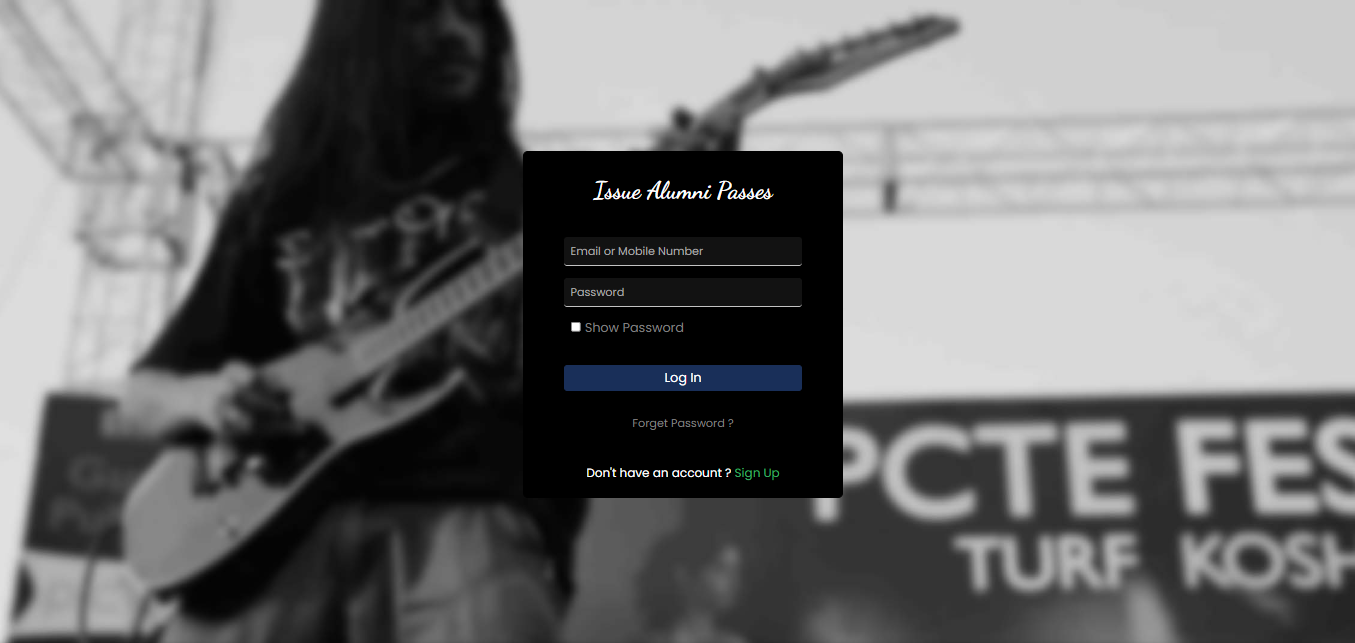 Issue Alumni Passes
Email or Mobile Number
Password
Show Password
Log In
Forget Password ?
Don't have an account ? Sign Up
PCTE FES
TURF KOSH